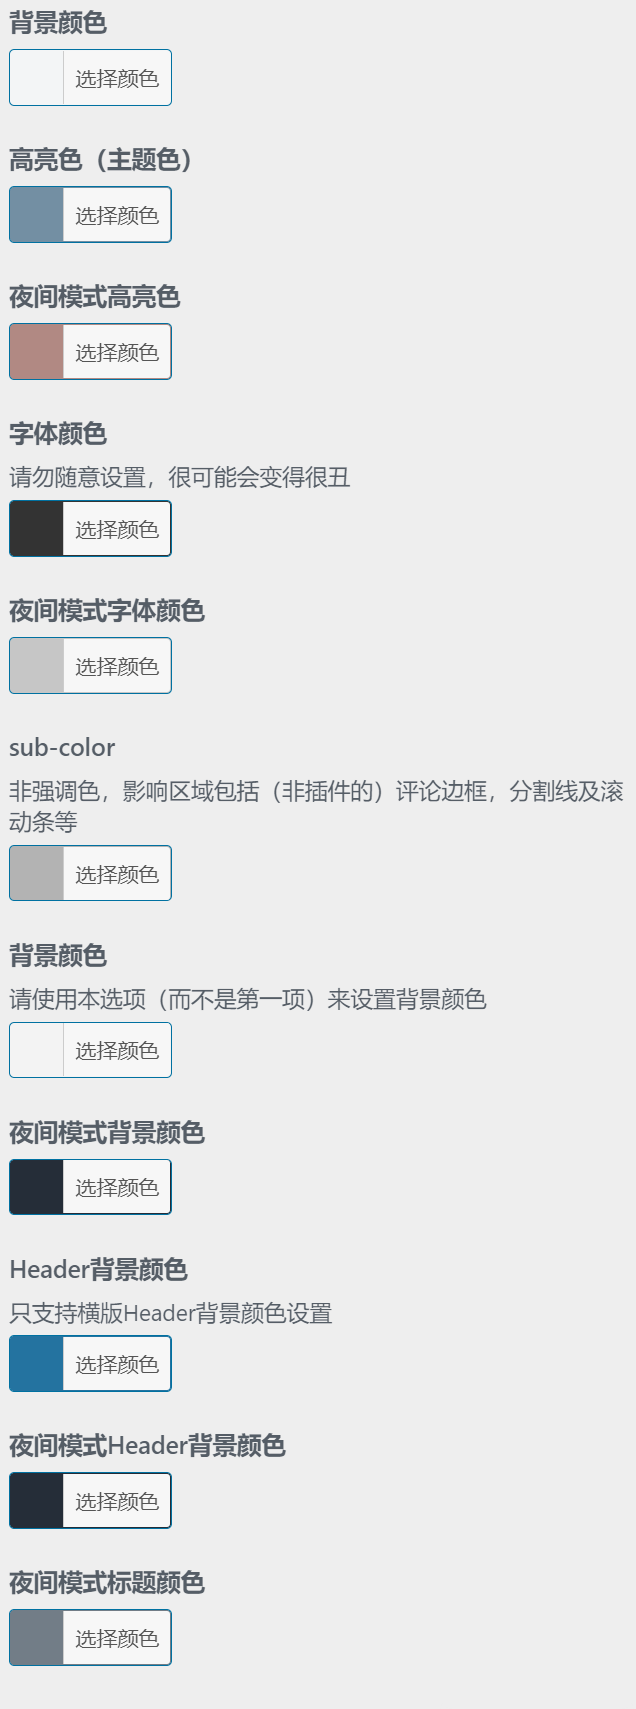 背景颜色
选择颜色
高亮色（主题色）
选择颜色
夜间模式高亮色
选择颜色
字体颜色
请勿随意设置，很可能会变得很丑
选择颜色
夜间模式字体颜色
选择颜色
sub-color
非强调色，影响区域包括（非插件的）评论边框，分割线及滚
动条等
选择颜色
背景颜色
请使用本选项（而不是第一项）来设置背景颜色
选择颜色
夜间模式背景颜色
选择颜色
Header背景颜色
只支持横版Header背景颜色设置
选择颜色
夜间模式Header背景颜色
选择颜色
夜间模式标题颜色
选择颜色